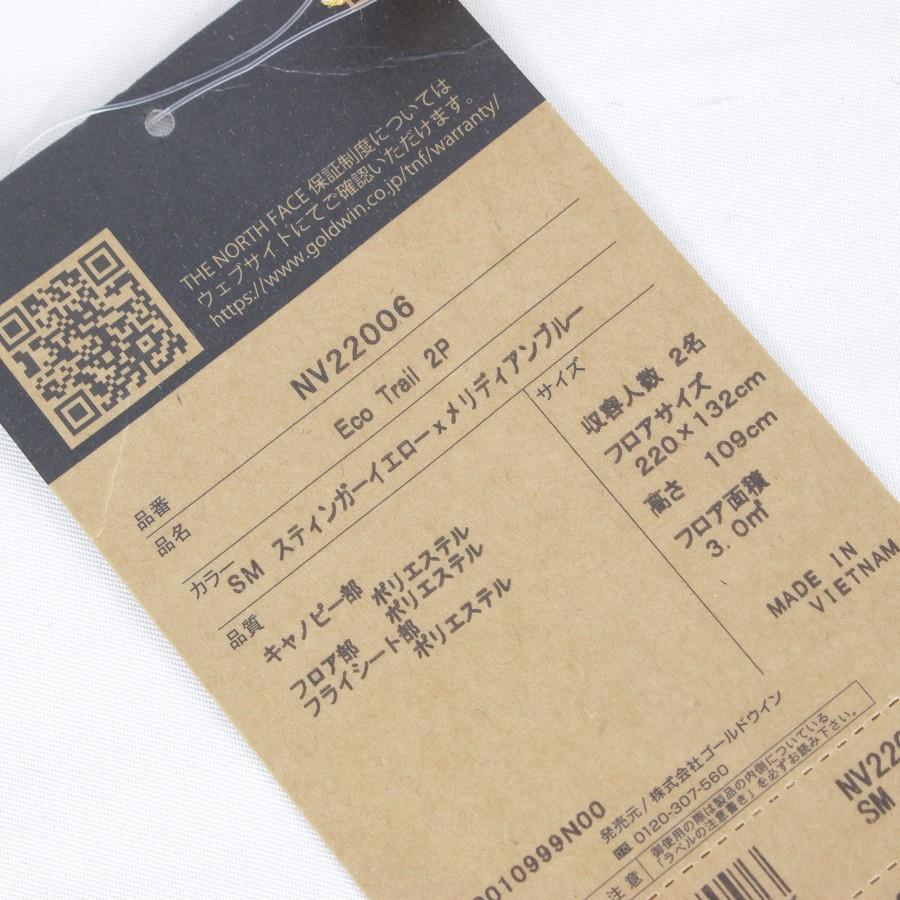 THE NORTH FACE 保証制度については
ウェブサイトにてご確認いただけます。
https://www.goldwin.co.jp/tnf/warranty/
品番 NV22006
品名 Eco Trail 2P
カラー SM スティンガーイエローxメリディアンブルー
品質
キャノピー部 ポリエステル
フロア部 ポリエステル
フライシート部 ポリエステル
サイズ
収容人数 2名
フロアサイズ
220×132cm
高さ 109cm
フロア面積
3.0㎡
MADE IN
VIETNAM
010999N00
発売元/株式会社ゴールドウイン
0120-307-560
注意
御使用の際は製品の内側についている
「ラベルの注意書き」を必ずお読み下さい。
NV220
SM